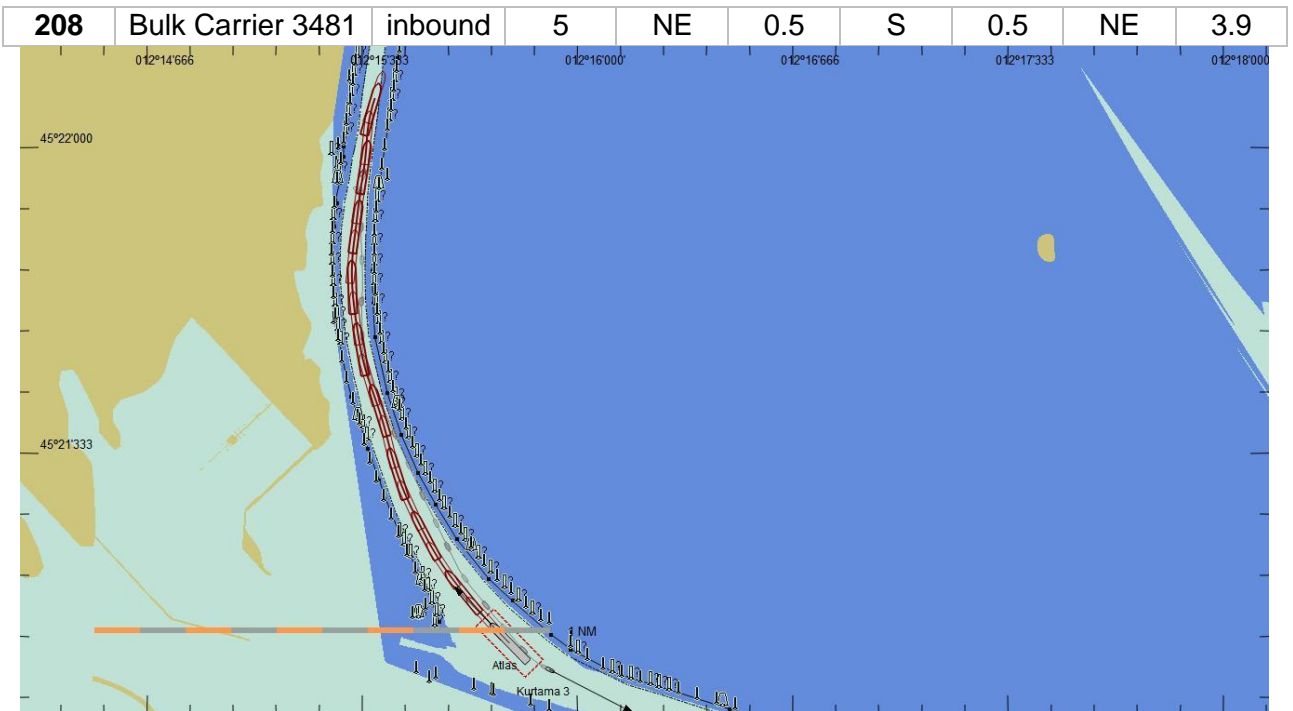 208 Bulk Carrier 3481 inbound 5 NE 0.5 S 0.5 NE 3.9
012°14'666 012°15'333 012°16'000' 012°16'666 012°17'333 012°18'000
45°22'000
45°21'333
1 NM
Atlas
Kurtama 3